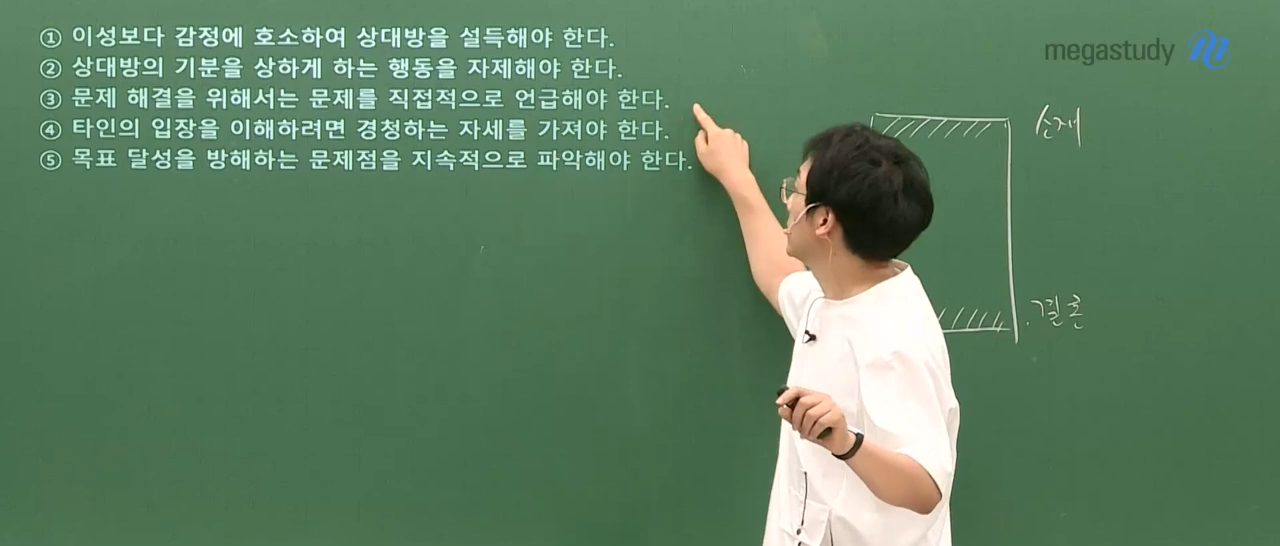 ① 이성보다 감정에 호소하여 상대방을 설득해야 한다.
② 상대방의 기분을 상하게 하는 행동을 자제해야 한다.
③ 문제 해결을 위해서는 문제를 직접적으로 언급해야 한다.
④ 타인의 입장을 이해하려면 경청하는 자세를 가져야 한다.
⑤ 목표 달성을 방해하는 문제점을 지속적으로 파악해야 한다.
megastudy
소재
결론